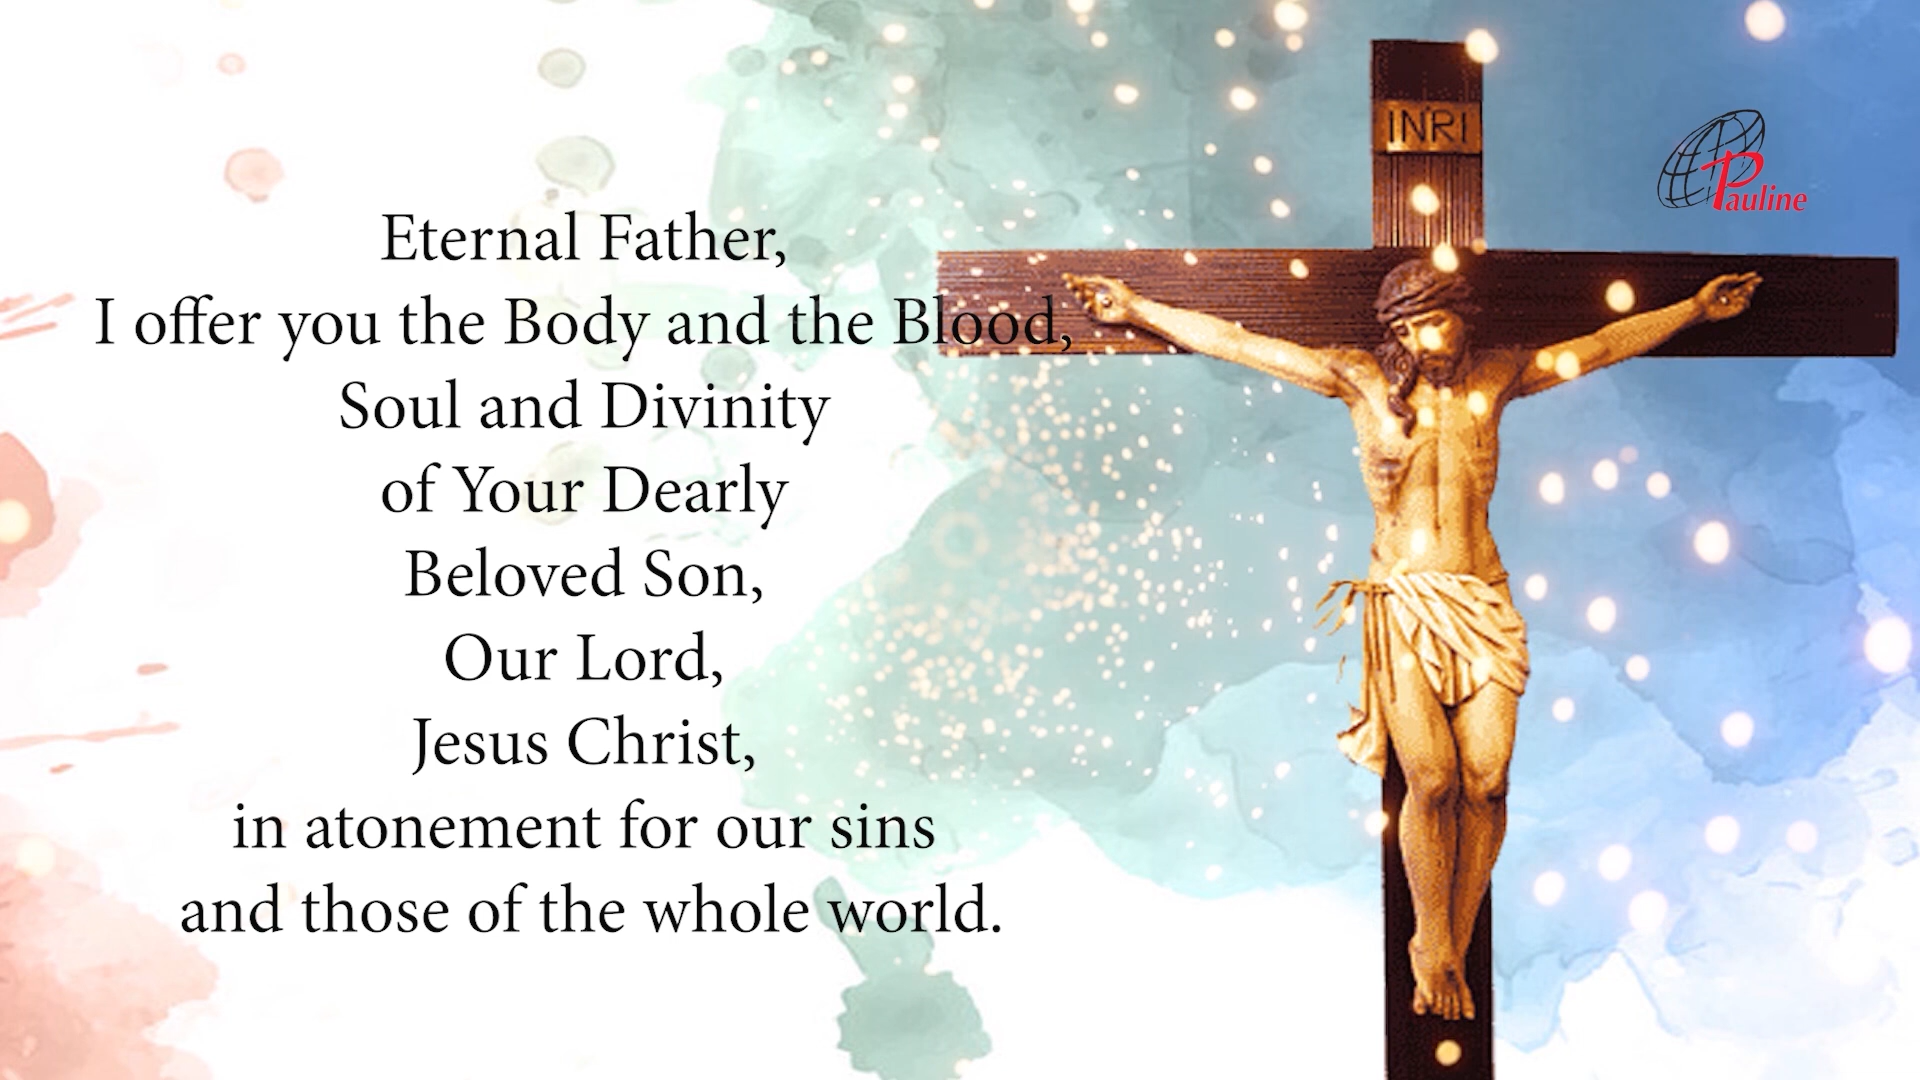 Eternal Father,
I offer you the Body and the Blood,
Soul and Divinity
of Your Dearly
Beloved Son,
Our Lord,
Jesus Christ,
in atonement for our sins
and those of the whole world.
INRI
Pauline